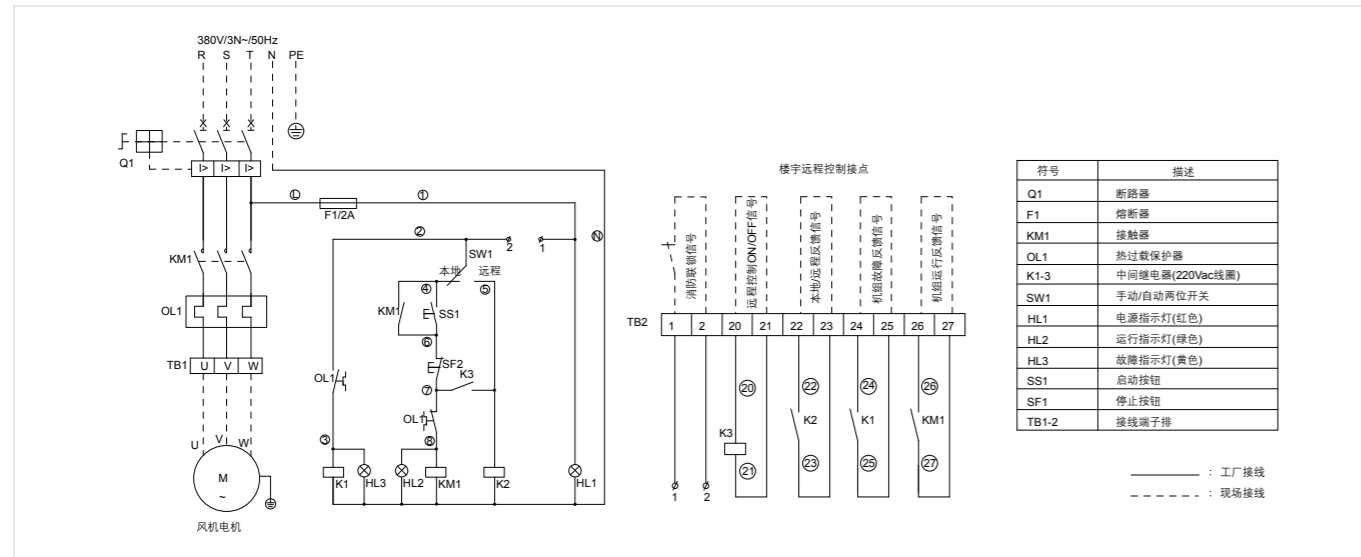 380V/3N~/50Hz
R S T N PE
Q1
I> I> I>
L
F1/2A
1
2
SW1
2 1
N
本地 远程
4 5
KM1
KM1 SS1
OL1
6
SF2
TB1 U V W
OL1
K3
7
OL1
U V W
3
8
M
~
K1 HL3 HL2 KM1 K2 HL1
风机电机
楼宇远程控制接点
消防联锁信号
远程控制ON/OFF信号
本地/远程反馈信号
机组故障反馈信号
机组运行反馈信号
TB2 1 2 20 21 22 23 24 25 26 27
20 22 24 26
K3 K2 K1 KM1
21 23 25 27
1 2
符号 描述
Q1 断路器
F1 熔断器
KM1 接触器
OL1 热过载保护器
K1-3 中间继电器(220Vac线圈)
SW1 手动/自动两位开关
HL1 电源指示灯(红色)
HL2 运行指示灯(绿色)
HL3 故障指示灯(黄色)
SS1 启动按钮
SF1 停止按钮
TB1-2 接线端子排
: 工厂接线
: 现场接线